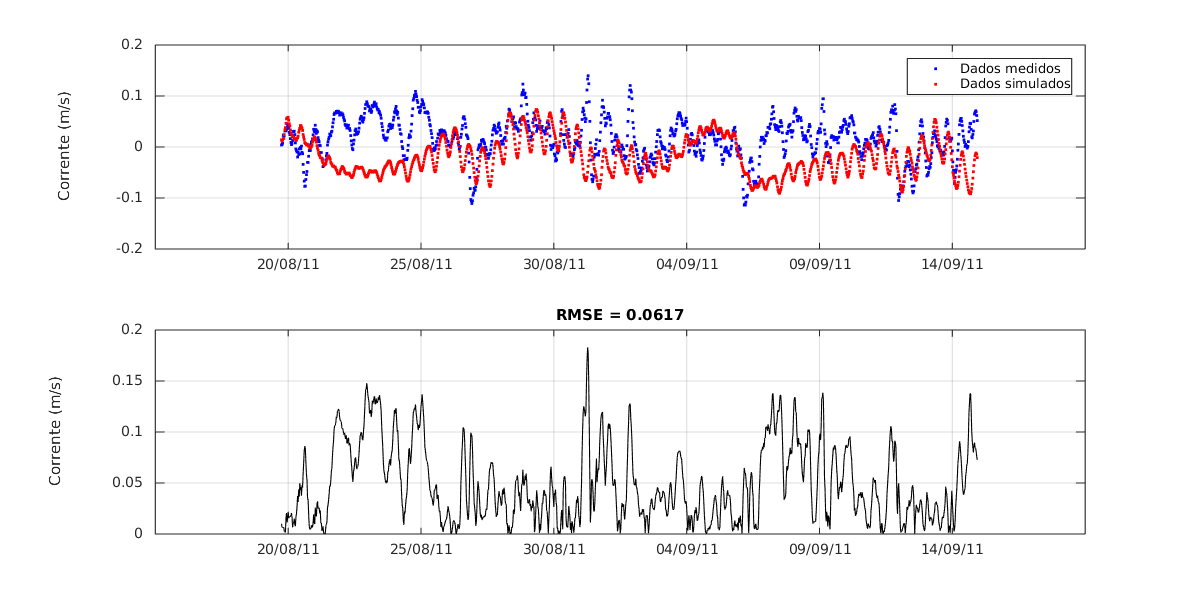 0.2
0.1
0
-0.1
-0.2
Corrente (m/s)
Dados medidos
Dados simulados
20/08/11 25/08/11 30/08/11 04/09/11 09/09/11 14/09/11
RMSE = 0.0617
0.2
0.15
0.1
0.05
0
Corrente (m/s)
20/08/11 25/08/11 30/08/11 04/09/11 09/09/11 14/09/11